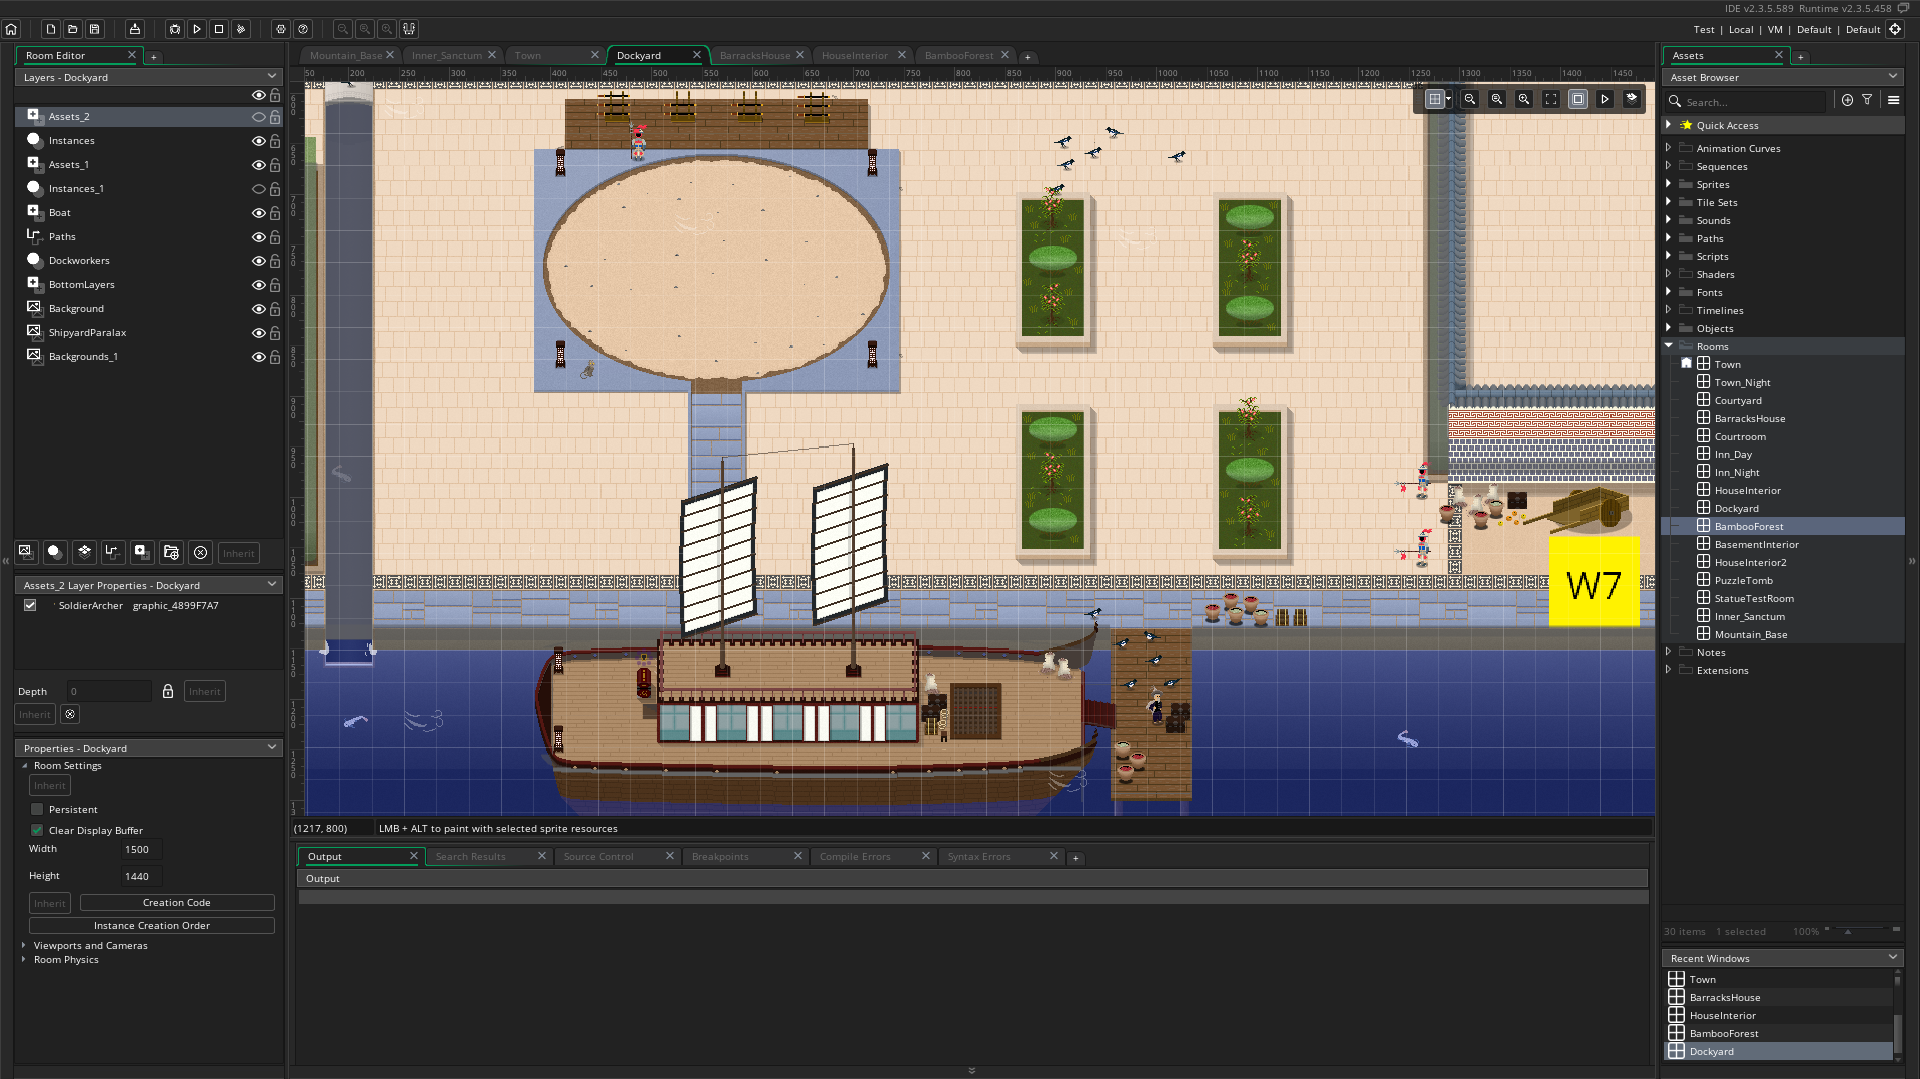 IDE v2.3.5.589 Runtime v2.3.5.458
Test | Local | VM | Default | Default
Room Editor
Mountain_Base
Inner_Sanctum
Town
Dockyard
BarracksHouse
HouseInterior
BambooForest
Assets
Layers - Dockyard
50 200 250 300 350 400 450 500 550 600 650 700 750 800 850 900 950 1000 1050 1100 1150 1200 1250 1300 1350 1400 1450
Asset Browser
Search...
Assets_2
Instances
Assets_1
Instances_1
Boat
Paths
Dockworkers
BottomLayers
Background
ShipyardParalax
Backgrounds_1
Inherit
Assets_2 Layer Properties - Dockyard
SoldierArcher graphic_4899F7A7
Depth 0 Inherit
Inherit
Properties - Dockyard
Room Settings
Inherit
Persistent
Clear Display Buffer
Width 1500
Height 1440
Inherit Creation Code
Instance Creation Order
Viewports and Cameras
Room Physics
W7
(1217, 800) LMB + ALT to paint with selected sprite resources
Output
Search Results
Source Control
Breakpoints
Compile Errors
Syntax Errors
Output
Quick Access
Animation Curves
Sequences
Sprites
Tile Sets
Sounds
Paths
Scripts
Shaders
Fonts
Timelines
Objects
Rooms
Town
Town_Night
Courtyard
BarracksHouse
Courtroom
Inn_Day
Inn_Night
HouseInterior
Dockyard
BambooForest
BasementInterior
HouseInterior2
PuzzleTomb
StatueTestRoom
Inner_Sanctum
Mountain_Base
Notes
Extensions
30 items 1 selected 100%
Recent Windows
Town
BarracksHouse
HouseInterior
BambooForest
Dockyard